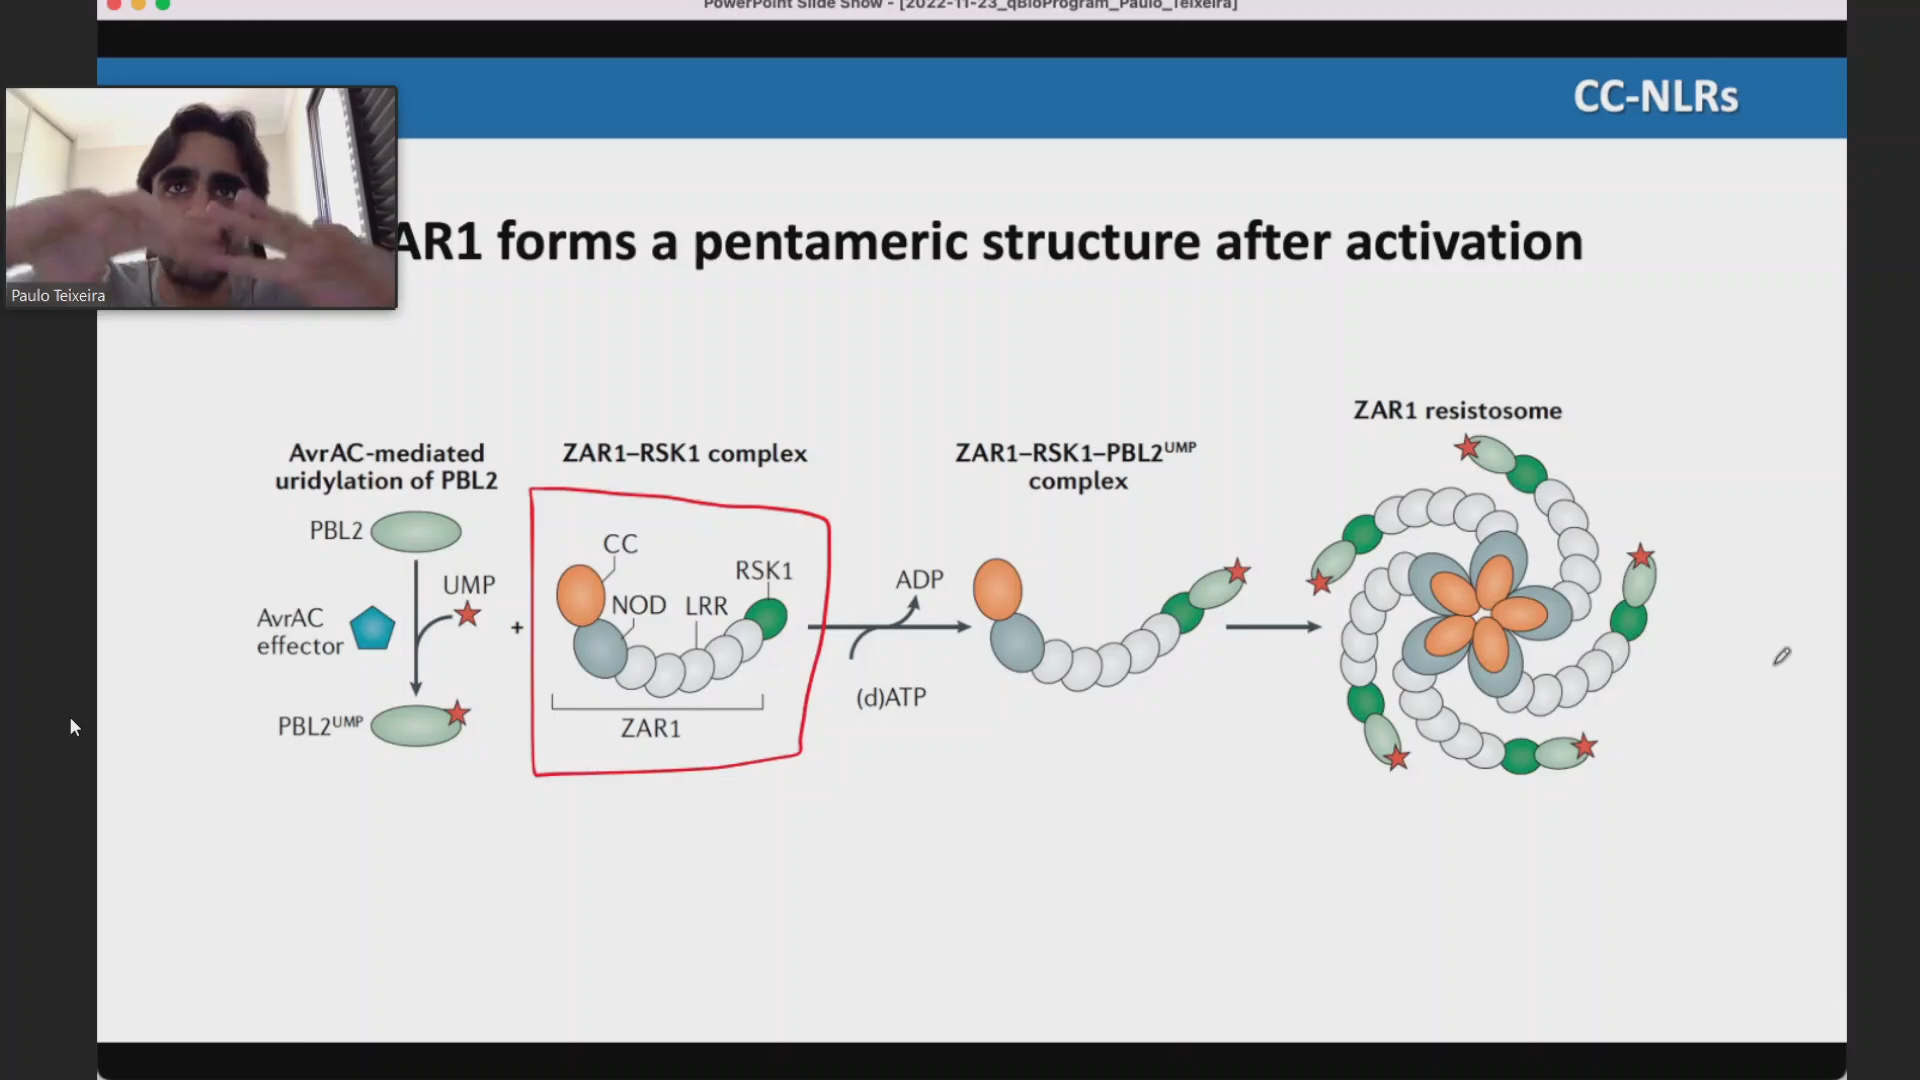 PowerPoint Slide Show - [2022-11-23_qBioProgram_Paulo_Teixeira]
CC-NLRs
Paulo Teixeira
AR1 forms a pentameric structure after activation
AvrAC-mediated
uridylation of PBL2
PBL2
UMP
AvrAC
effector
PBL2UMP
+
ZAR1–RSK1 complex
CC
NOD
LRR
RSK1
ZAR1
ADP
(d)ATP
ZAR1–RSK1–PBL2UMP
complex
ZAR1 resistosome